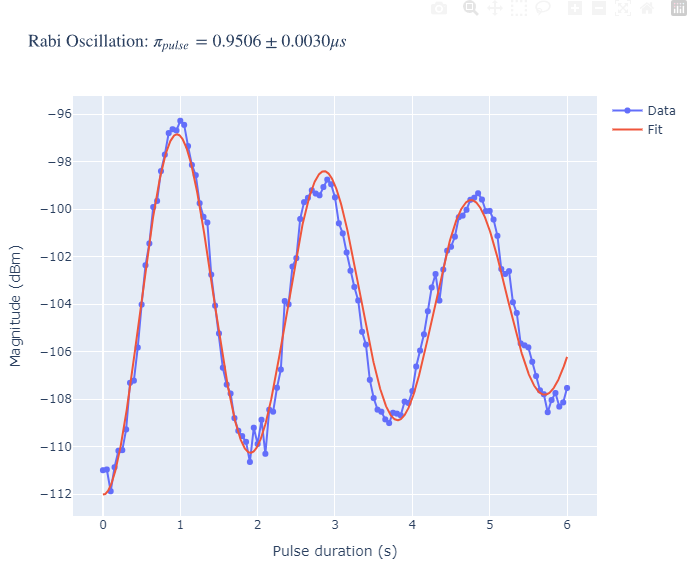 Rabi Oscillation: π_pulse = 0.9506 ± 0.0030μs
Data
Fit
−96
−98
−100
−102
−104
−106
−108
−110
−112
Magnitude (dBm)
0 1 2 3 4 5 6
Pulse duration (s)